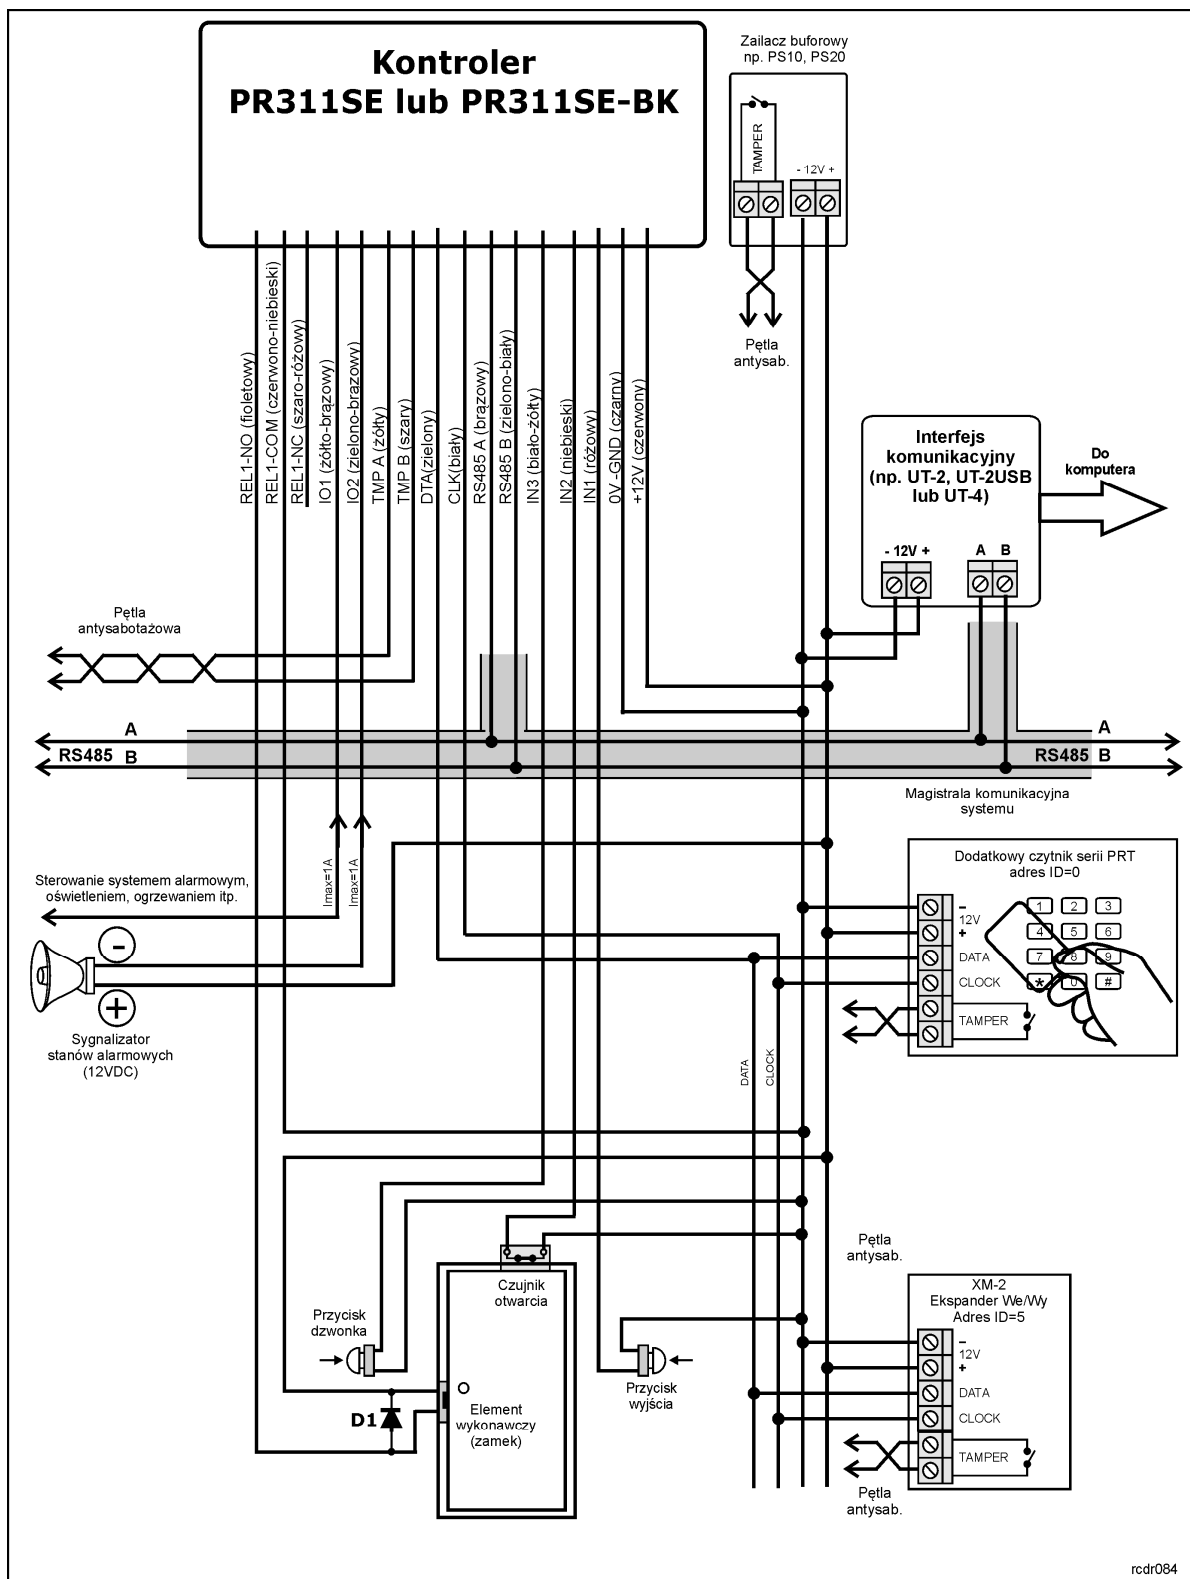 Kontroler
PR311SE lub PR311SE-BK
Zailacz buforowy
np. PS10, PS20
TAMPER
- 12V +
Pętla
antysab.
REL1-NO (fioletowy)
REL1-COM (czerwono-niebieski)
REL1-NC (szaro-różowy)
IO1 (żółto-brązowy)
IO2 (zielono-brazowy)
TMP A (żółty)
TMP B (szary)
DTA(zielony)
CLK(biały)
RS485 A (brązowy)
RS485 B (zielono-biały)
IN3 (biało-żółty)
IN2 (niebieski)
IN1 (różowy)
0V -GND (czarny)
+12V (czerwony)
Interfejs
komunikacyjny
(np. UT-2, UT-2USB
lub UT-4)
Do
komputera
- 12V +
A B
Pętla
antysabotażowa
A
RS485 B
A
RS485 B
Magistrala komunikacyjna
systemu
Imax=1A
Imax=1A
Sterowanie systemem alarmowym,
oświetleniem, ogrzewaniem itp.
-
+
Sygnalizator
stanów alarmowych
(12VDC)
Dodatkowy czytnik serii PRT
adres ID=0
–
12V
+
DATA
CLOCK
TAMPER
1 2 3
4 5 6
7 8 9
* 0 #
DATA
CLOCK
Pętla
antysab.
Czujnik
otwarcia
Przycisk
dzwonka
Przycisk
wyjścia
D1
Element
wykonawczy
(zamek)
XM-2
Ekspander We/Wy
Adres ID=5
–
12V
+
DATA
CLOCK
TAMPER
Pętla
antysab.
rcdr084